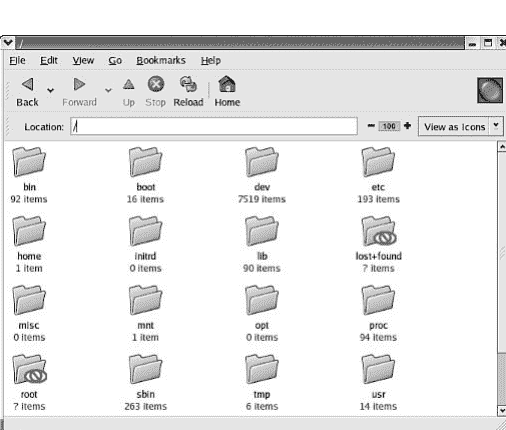 /
File Edit View Go Bookmarks Help
Back Forward Up Stop Reload Home
Location: / 100 View as Icons
bin boot dev etc
92 items 16 items 7519 items 193 items
home initrd lib lost+found
1 item 0 items 90 items ? items
misc mnt opt proc
0 items 1 item 0 items 94 items
root sbin tmp usr
? items 263 items 6 items 14 items